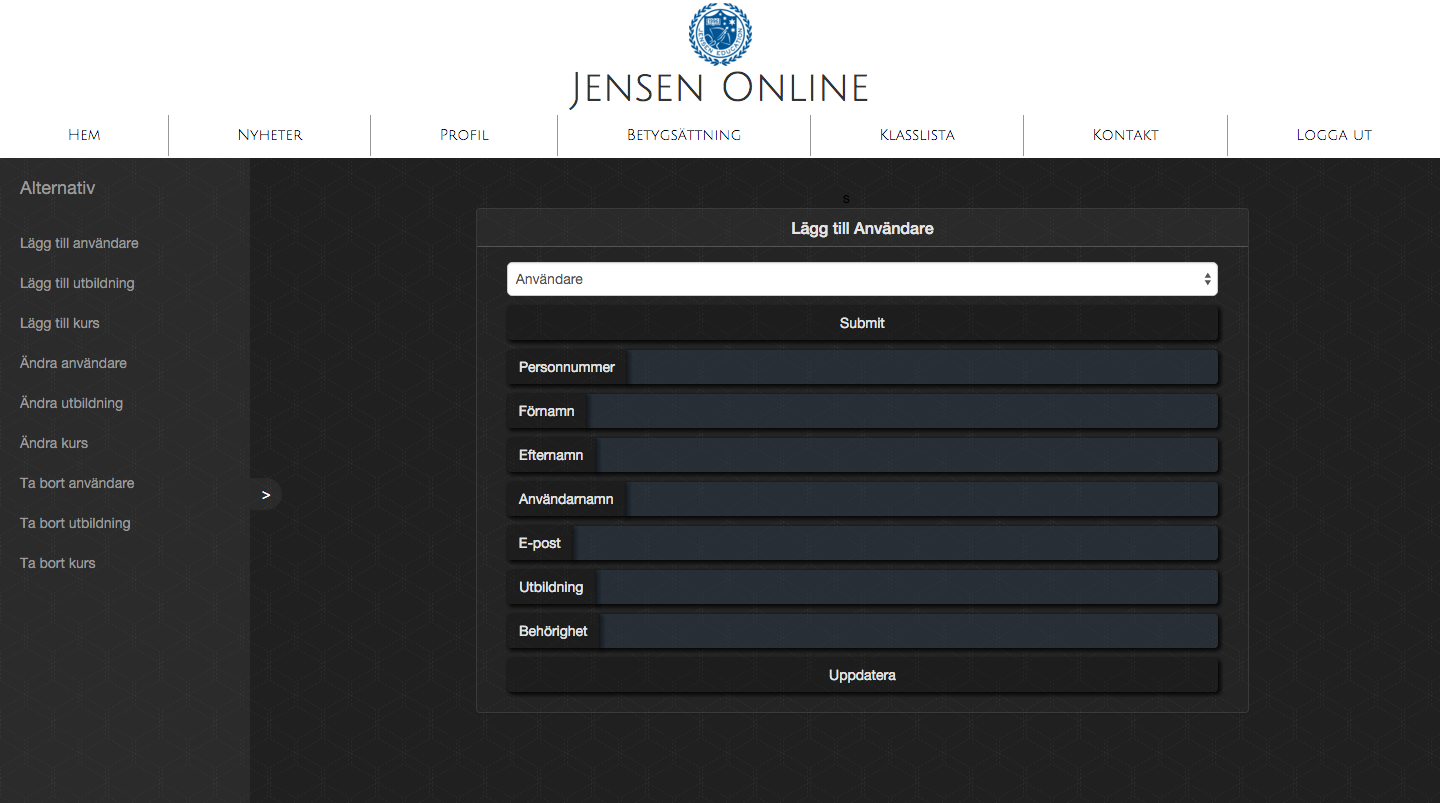 JENSEN EDUCATION
Jensen Online
Hem
Nyheter
Profil
Betygsättning
Klasslista
Kontakt
Logga ut
Alternativ
Lägg till användare
Lägg till utbildning
Lägg till kurs
Ändra användare
Ändra utbildning
Ändra kurs
Ta bort användare
Ta bort utbildning
Ta bort kurs
>
s
Lägg till Användare
Användare
Submit
Personnummer
Förnamn
Efternamn
Användarnamn
E-post
Utbildning
Behörighet
Uppdatera